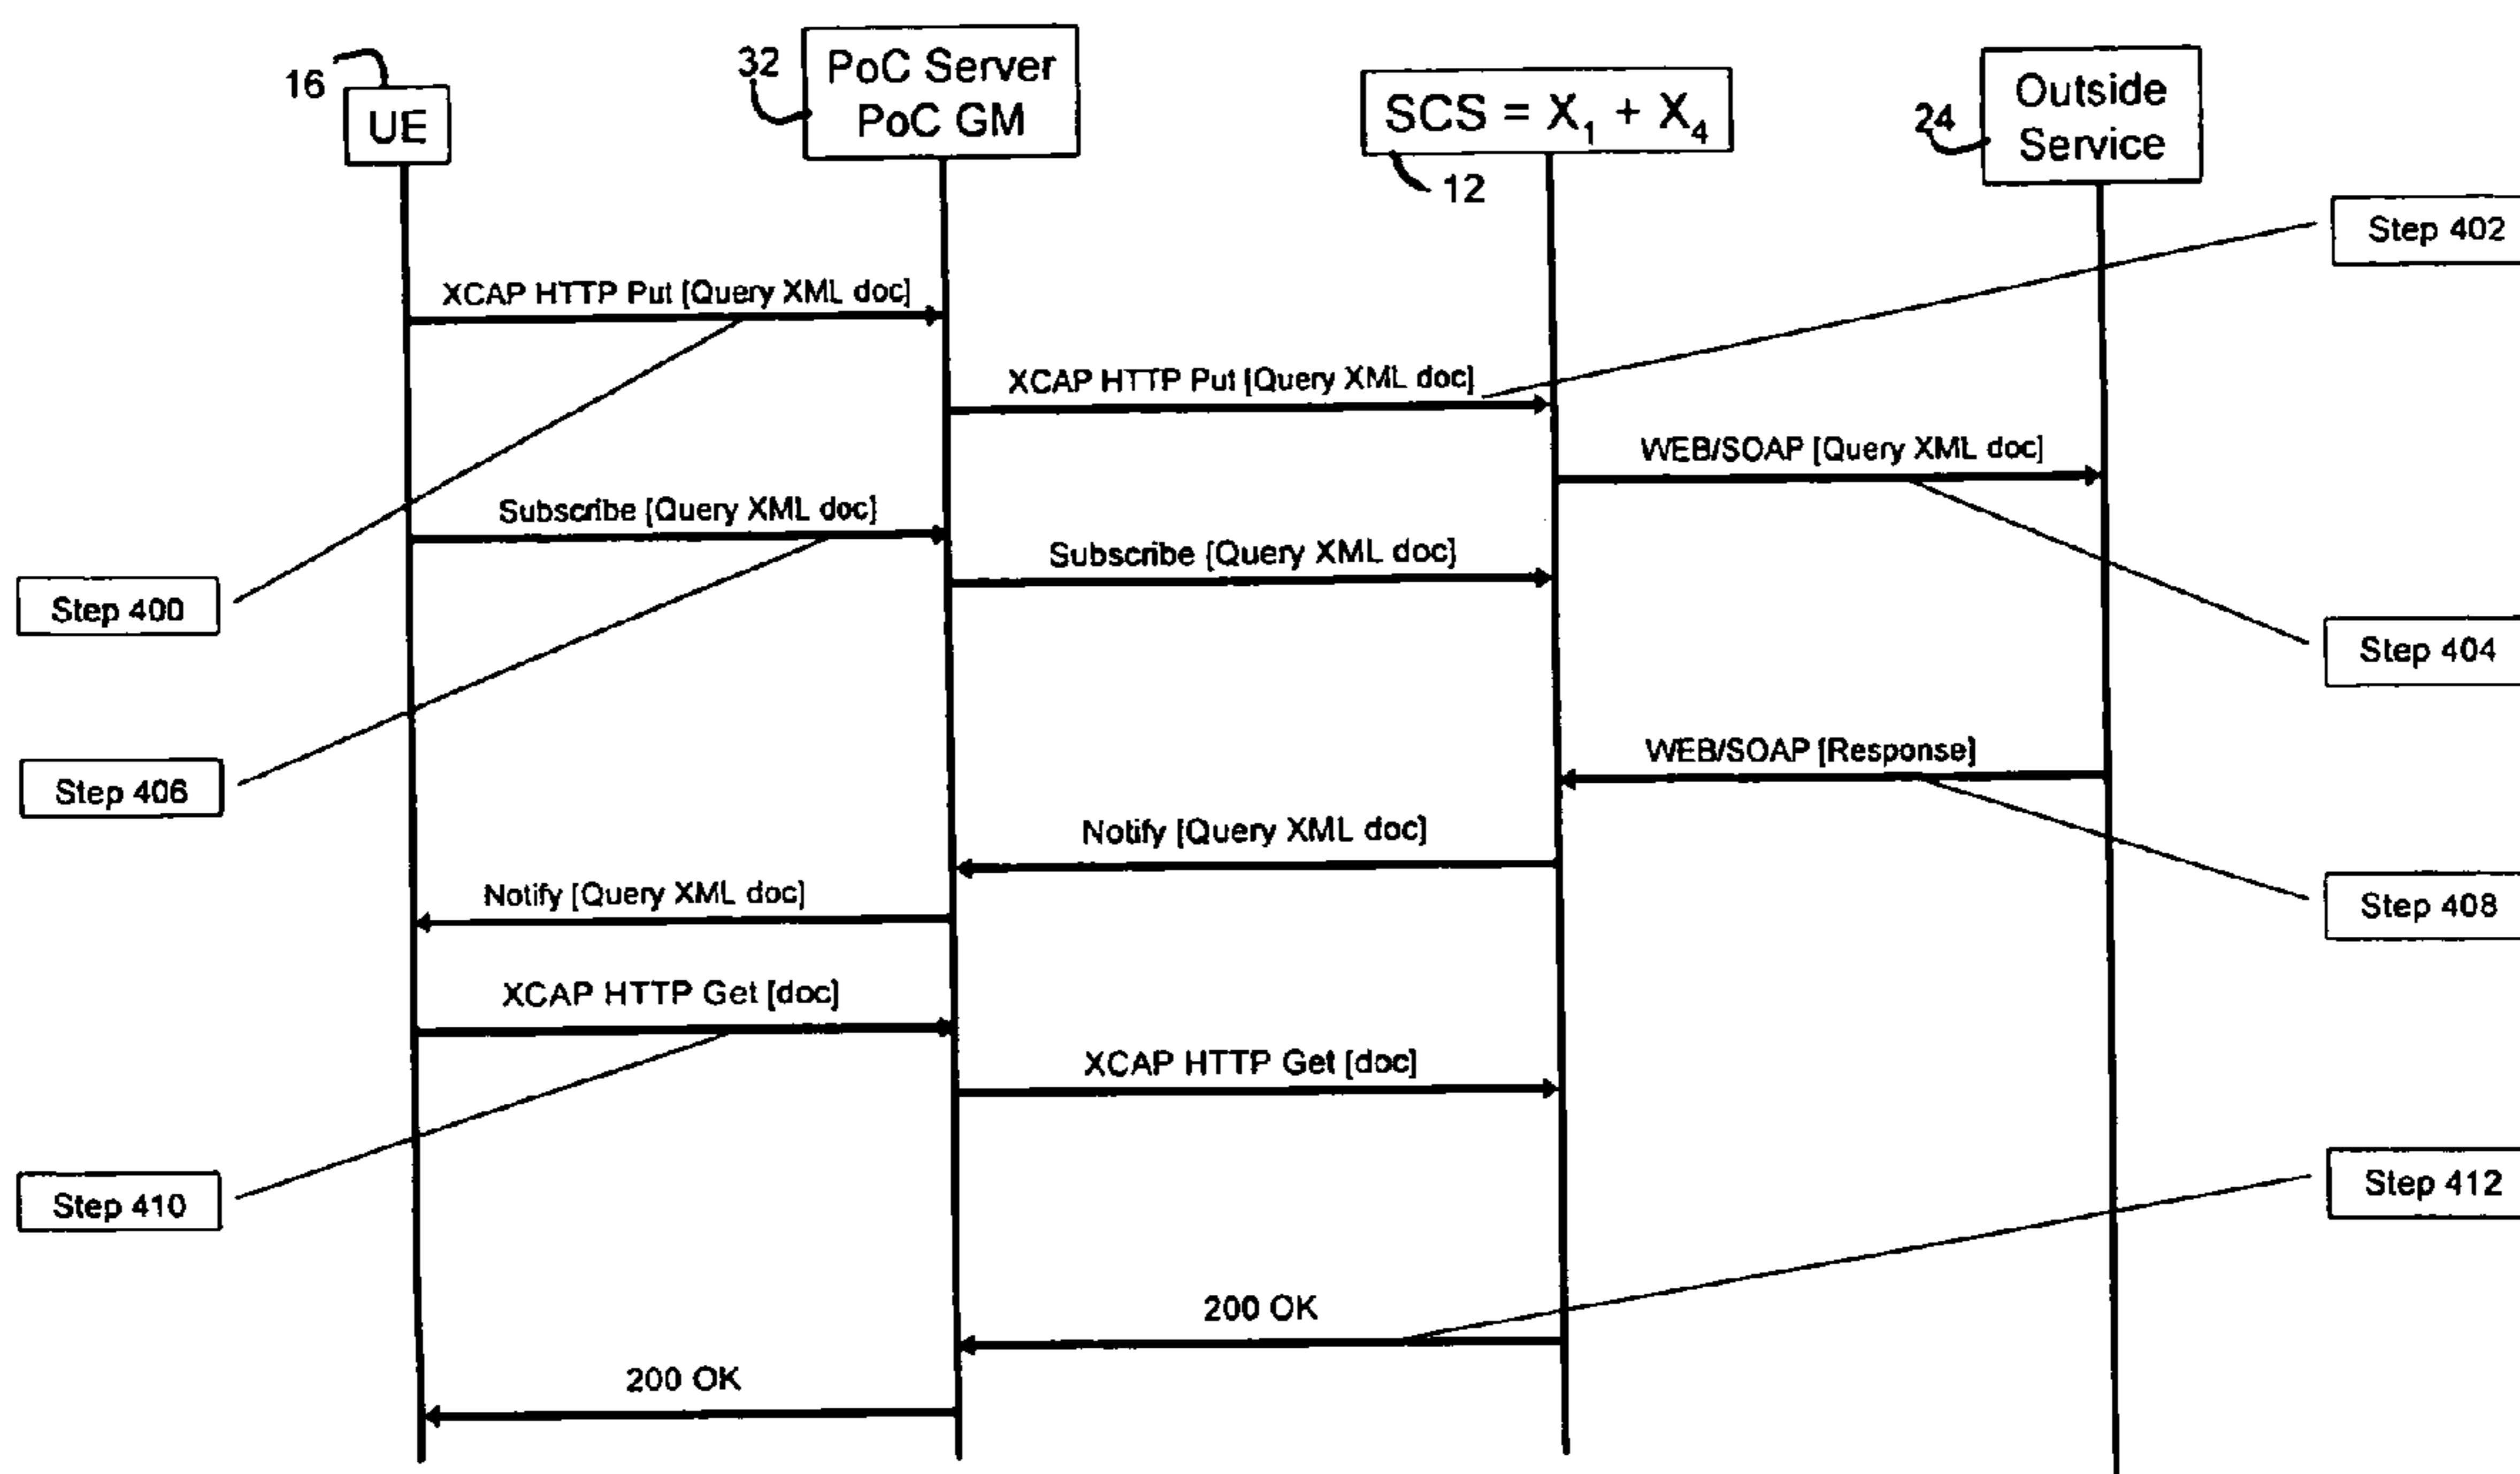 16
UE
32
PoC Server
PoC GM
SCS = X₁ + X₄
12
24
Outside
Service
Step 402
XCAP HTTP Put [Query XML doc]
XCAP HTTP Put [Query XML doc]
WEB/SOAP [Query XML doc]
Subscribe [Query XML doc]
Subscribe [Query XML doc]
Step 400
Step 404
WEB/SOAP [Response]
Step 406
Notify [Query XML doc]
Notify [Query XML doc]
Step 408
XCAP HTTP Get [doc]
XCAP HTTP Get [doc]
Step 410
Step 412
200 OK
200 OK